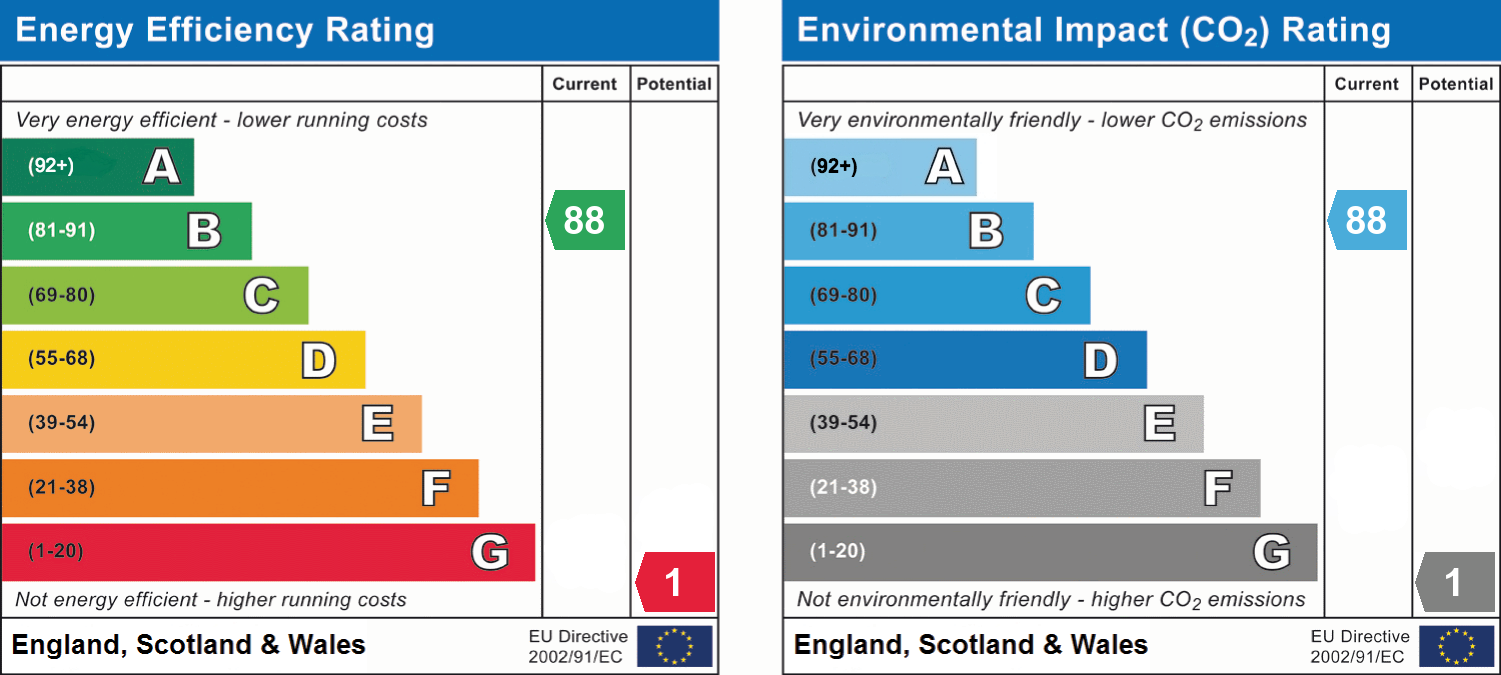 Energy Efficiency Rating
Current Potential
Very energy efficient - lower running costs
(92+) A
(81-91) B
88
(69-80) C
(55-68) D
(39-54) E
(21-38) F
(1-20) G
1
Not energy efficient - higher running costs
England, Scotland & Wales
EU Directive
2002/91/EC
Environmental Impact (CO₂) Rating
Current Potential
Very environmentally friendly - lower CO₂ emissions
(92+) A
(81-91) B
88
(69-80) C
(55-68) D
(39-54) E
(21-38) F
(1-20) G
1
Not environmentally friendly - higher CO₂ emissions
England, Scotland & Wales
EU Directive
2002/91/EC